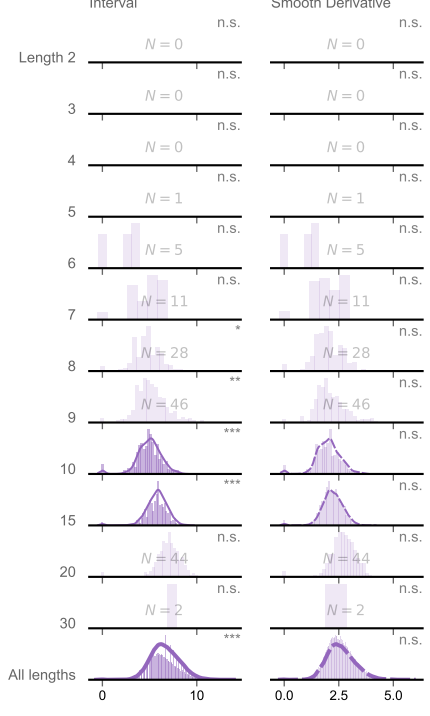 Interval Smooth Derivative
n.s. n.s.
Length 2 N = 0 N = 0
n.s. n.s.
3 N = 0 N = 0
n.s. n.s.
4 N = 0 N = 0
n.s. n.s.
5 N = 1 N = 1
n.s. n.s.
6 N = 5 N = 5
n.s. n.s.
7 N = 11 N = 11
* n.s.
8 N = 28 N = 28
** n.s.
9 N = 46 N = 46
*** n.s.
10
*** n.s.
15
n.s. n.s.
20 N = 44 N = 44
n.s. n.s.
30 N = 2 N = 2
*** n.s.
All lengths
0 10 0.0 2.5 5.0